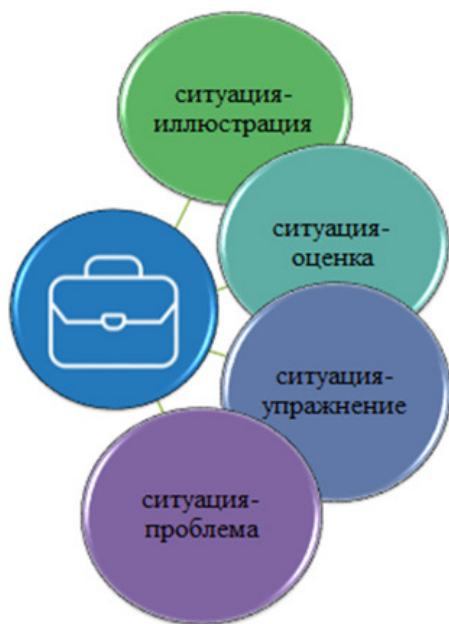 ситуация-
иллюстрация
ситуация-
оценка
ситуация-
упражнение
ситуация-
проблема